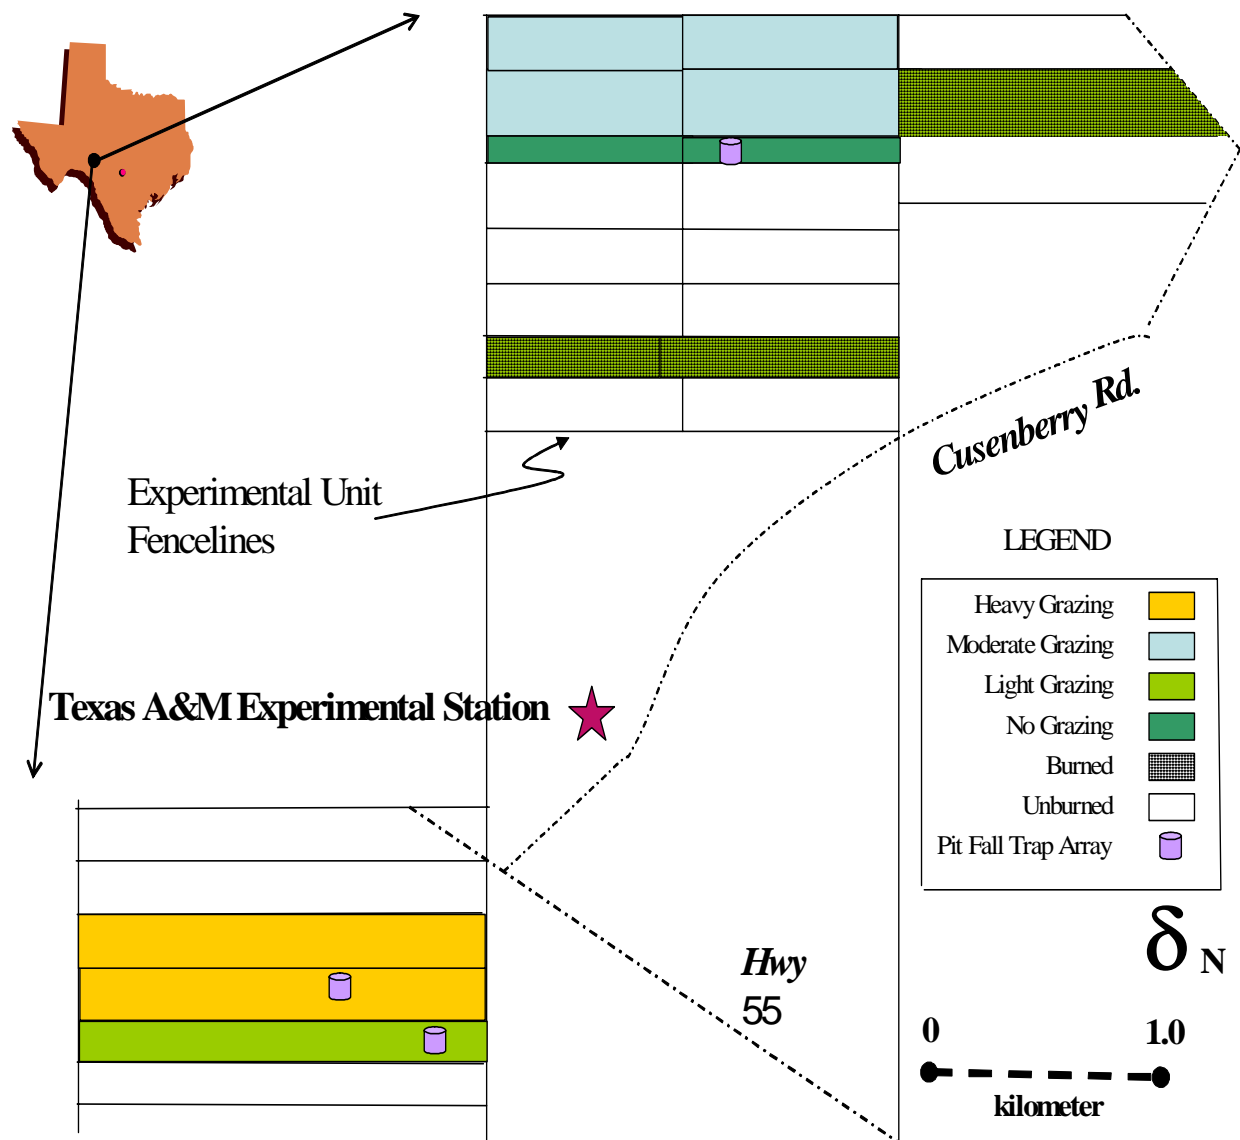 Cusenberry Rd.
Experimental Unit
Fencelines
LEGEND
Heavy Grazing
Moderate Grazing
Light Grazing
No Grazing
Burned
Unburned
Pit Fall Trap Array
Texas A&M Experimental Station
Hwy
55
δ N
0 1.0
kilometer